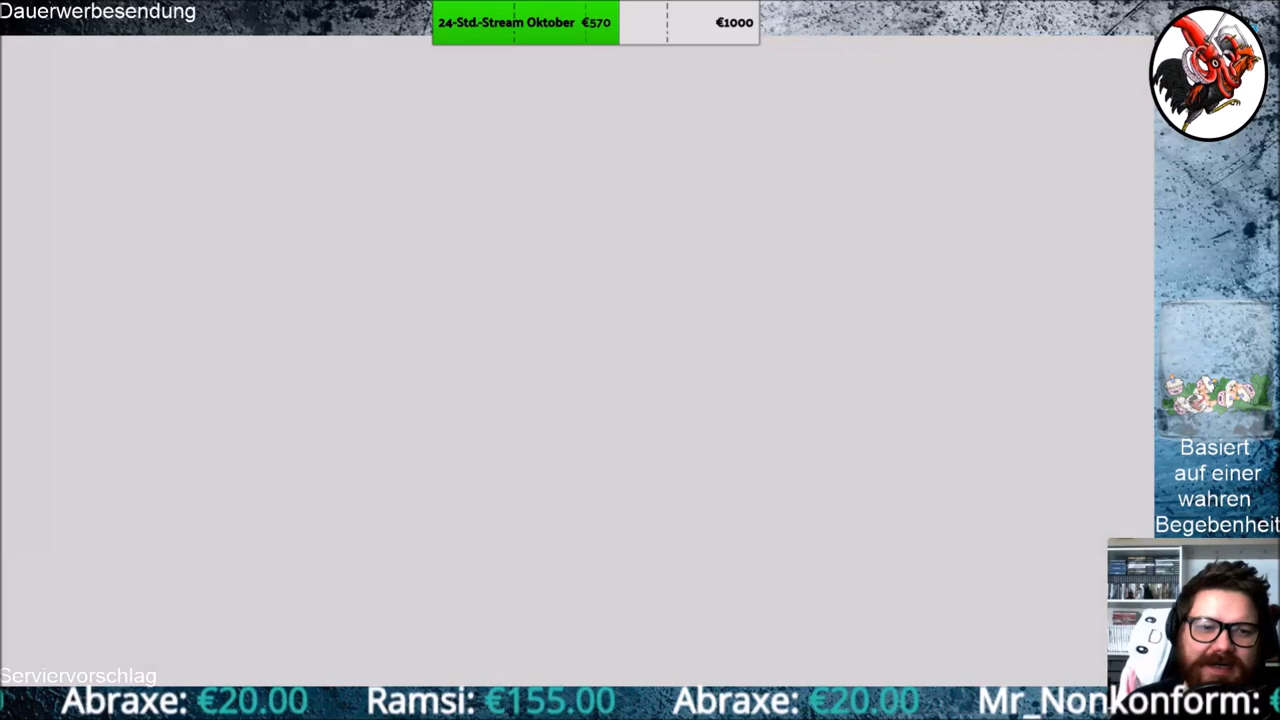 Dauerwerbesendung
24-Std.-Stream Oktober €570 €1000
Basiert
auf einer
wahren
Begebenheit
Serviervorschlag
Abraxe: €20.00 Ramsi: €155.00 Abraxe: €20.00 Mr_Nonkonform: €